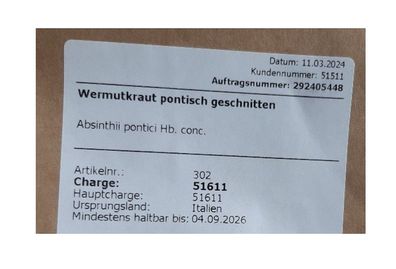 Datum: 11.03.2024
Kundennummer: 51511
Auftragsnummer: 292405448
Wermutkraut pontisch geschnitten
Absinthii pontici Hb. conc.
Artikelnr.: 302
Charge: 51611
Hauptcharge: 51611
Ursprungsland: Italien
Mindestens haltbar bis: 04.09.2026